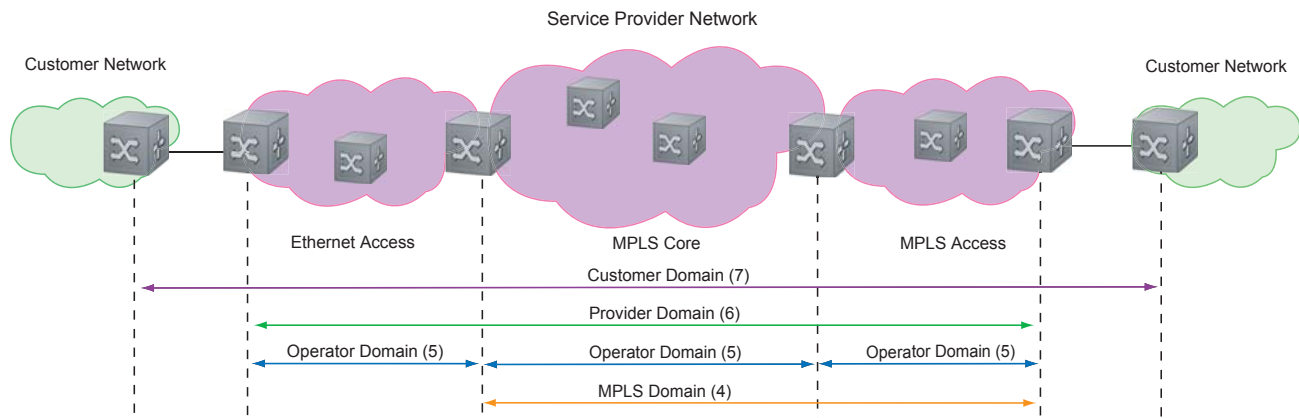 Service Provider Network
Customer Network
Customer Network
Ethernet Access
MPLS Core
MPLS Access
Customer Domain (7)
Provider Domain (6)
Operator Domain (5)
Operator Domain (5)
Operator Domain (5)
MPLS Domain (4)